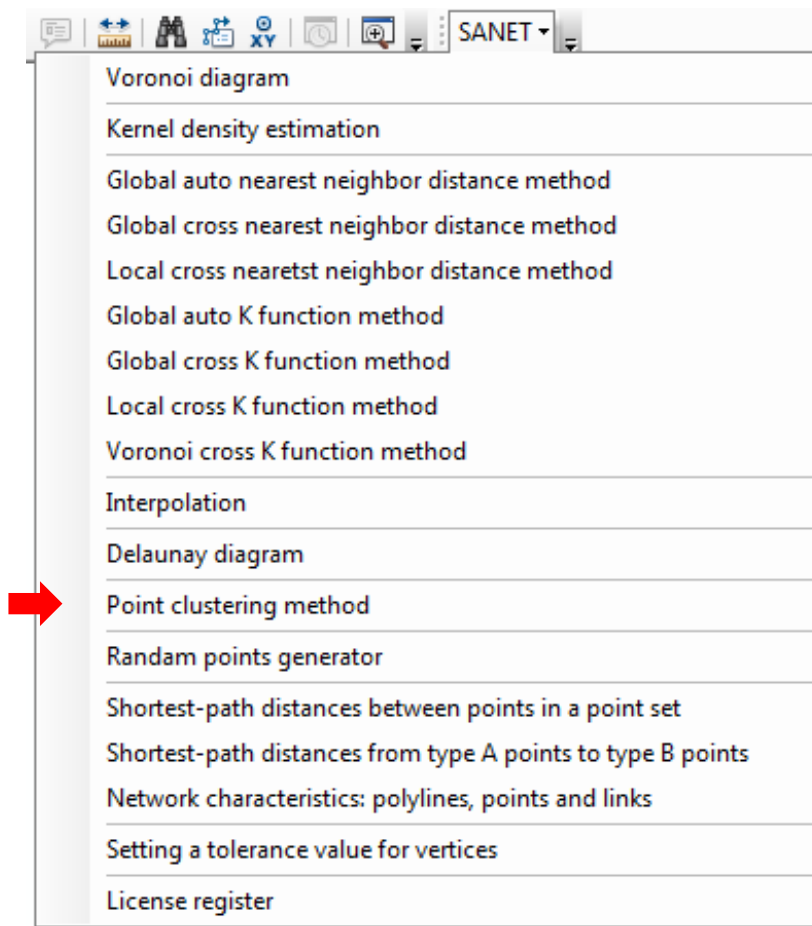 XY
SANET
Voronoi diagram
Kernel density estimation
Global auto nearest neighbor distance method
Global cross nearest neighbor distance method
Local cross nearetst neighbor distance method
Global auto K function method
Global cross K function method
Local cross K function method
Voronoi cross K function method
Interpolation
Delaunay diagram
Point clustering method
Randam points generator
Shortest-path distances between points in a point set
Shortest-path distances from type A points to type B points
Network characteristics: polylines, points and links
Setting a tolerance value for vertices
License register